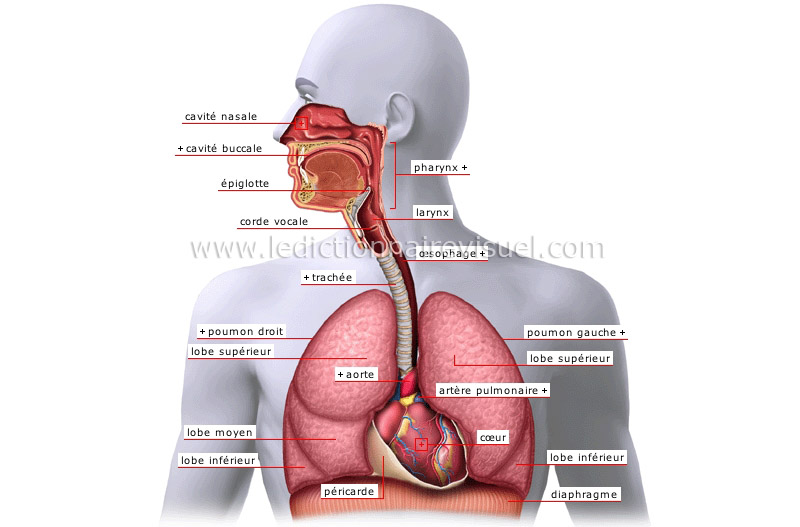 cavité nasale
+ cavité buccale
pharynx +
épiglotte
larynx
corde vocale
www.ledictionnairevisuel.com
œsophage +
+ trachée
+ poumon droit
poumon gauche +
lobe supérieur
lobe supérieur
+ aorte
artère pulmonaire +
lobe moyen
cœur
lobe inférieur
lobe inférieur
péricarde
diaphragme